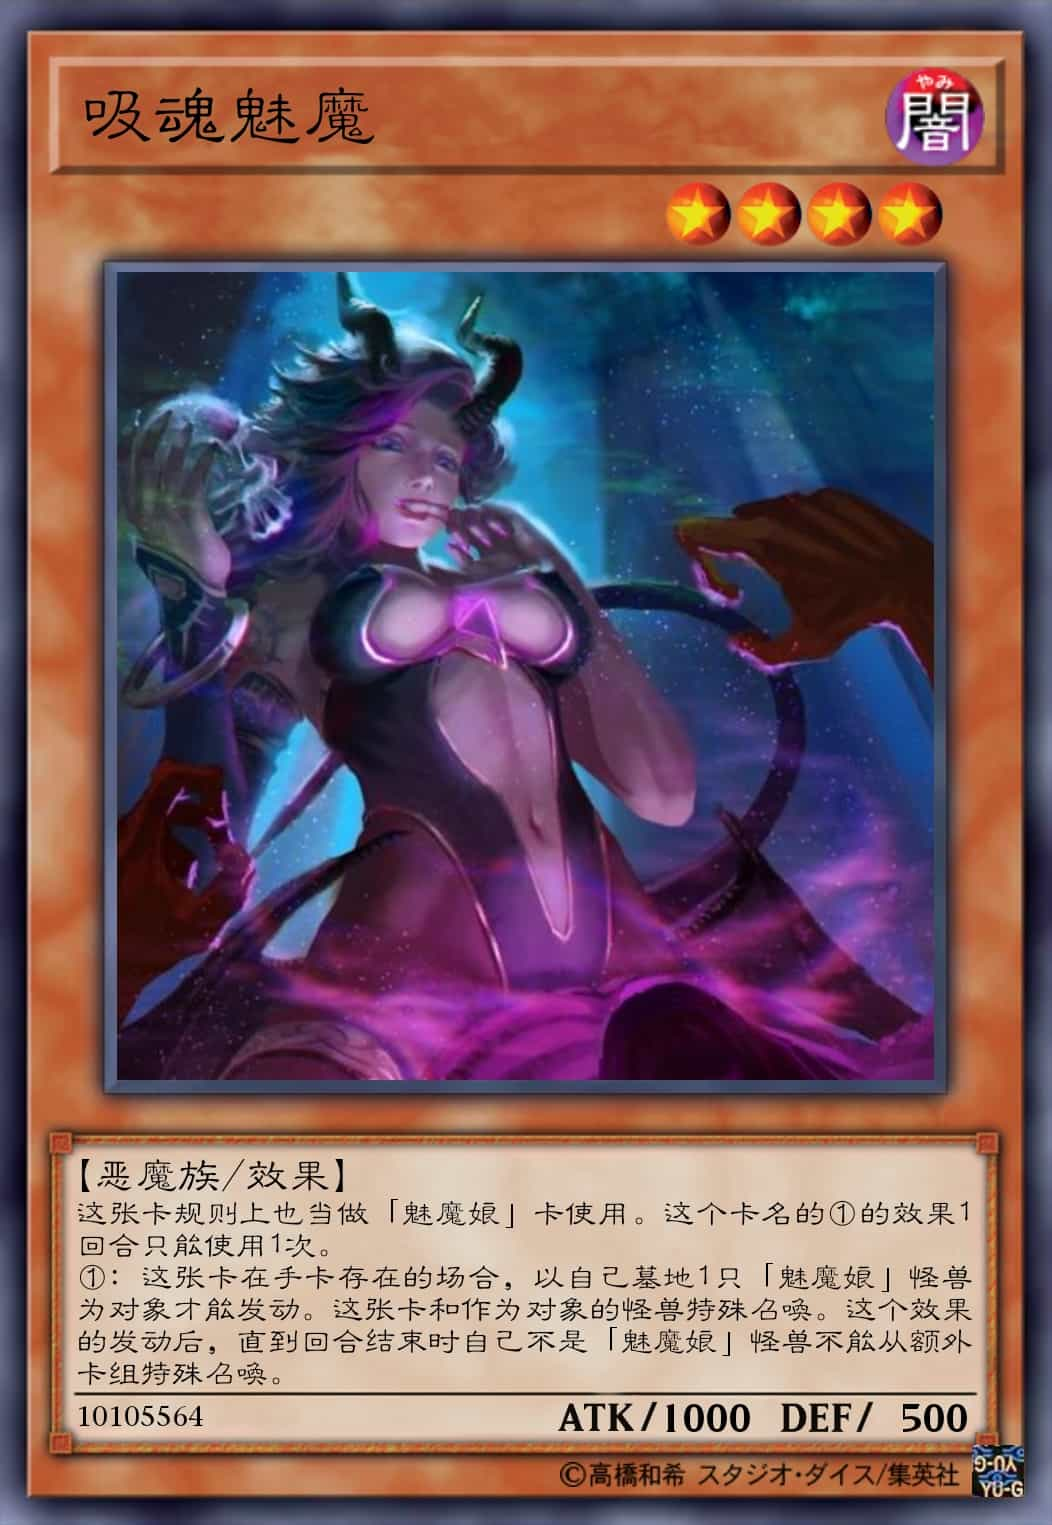 吸魂魅魔
やみ
闇
【恶魔族/效果】
这张卡规则上也当做「魅魔娘」卡使用。这个卡名的①的效果1
回合只能使用1次。
①：这张卡在手卡存在的场合，以自己墓地1只「魅魔娘」怪兽
为对象才能发动。这张卡和作为对象的怪兽特殊召唤。这个效果
的发动后，直到回合结束时自己不是「魅魔娘」怪兽不能从额外
卡组特殊召唤。
10105564 ATK/1000 DEF/ 500
©高橋和希 スタジオ・ダイス/集英社
YU-G
YU-G